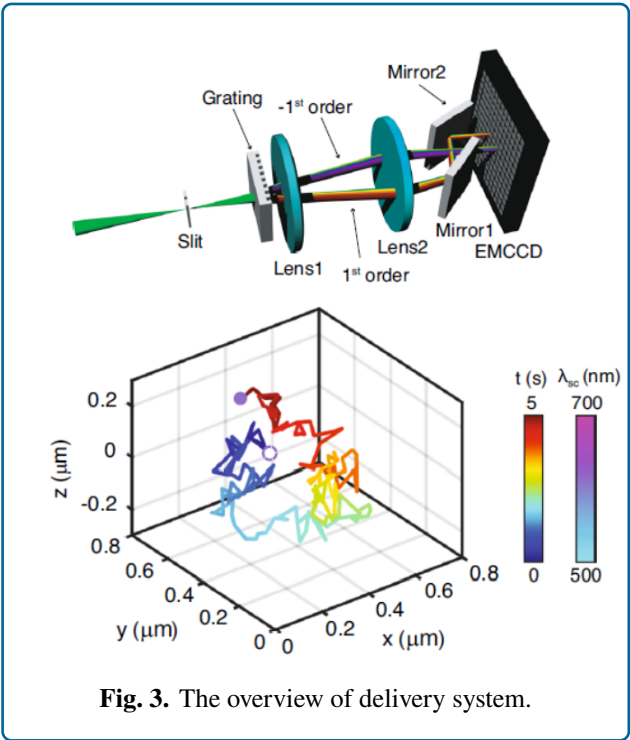 Mirror2
Grating
-1st order
Slit
Lens1
1st order
Lens2
Mirror1
EMCCD
t (s) λsc (nm)
5 700
0 500
z (μm)
0.2
0
-0.2
0.8
0.6
0.4
0.2
0
y (μm)
0
0.2
0.4
0.6
0.8
x (μm)
Fig. 3. The overview of delivery system.